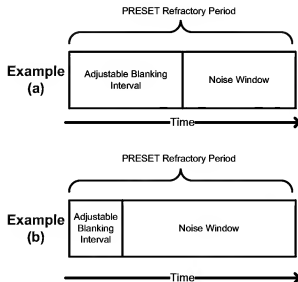 PRESET Refractory Period
Example
(a)
Adjustable Blanking
Interval
Noise Window
Time
PRESET Refractory Period
Example
(b)
Adjustable
Blanking
Interval
Noise Window
Time